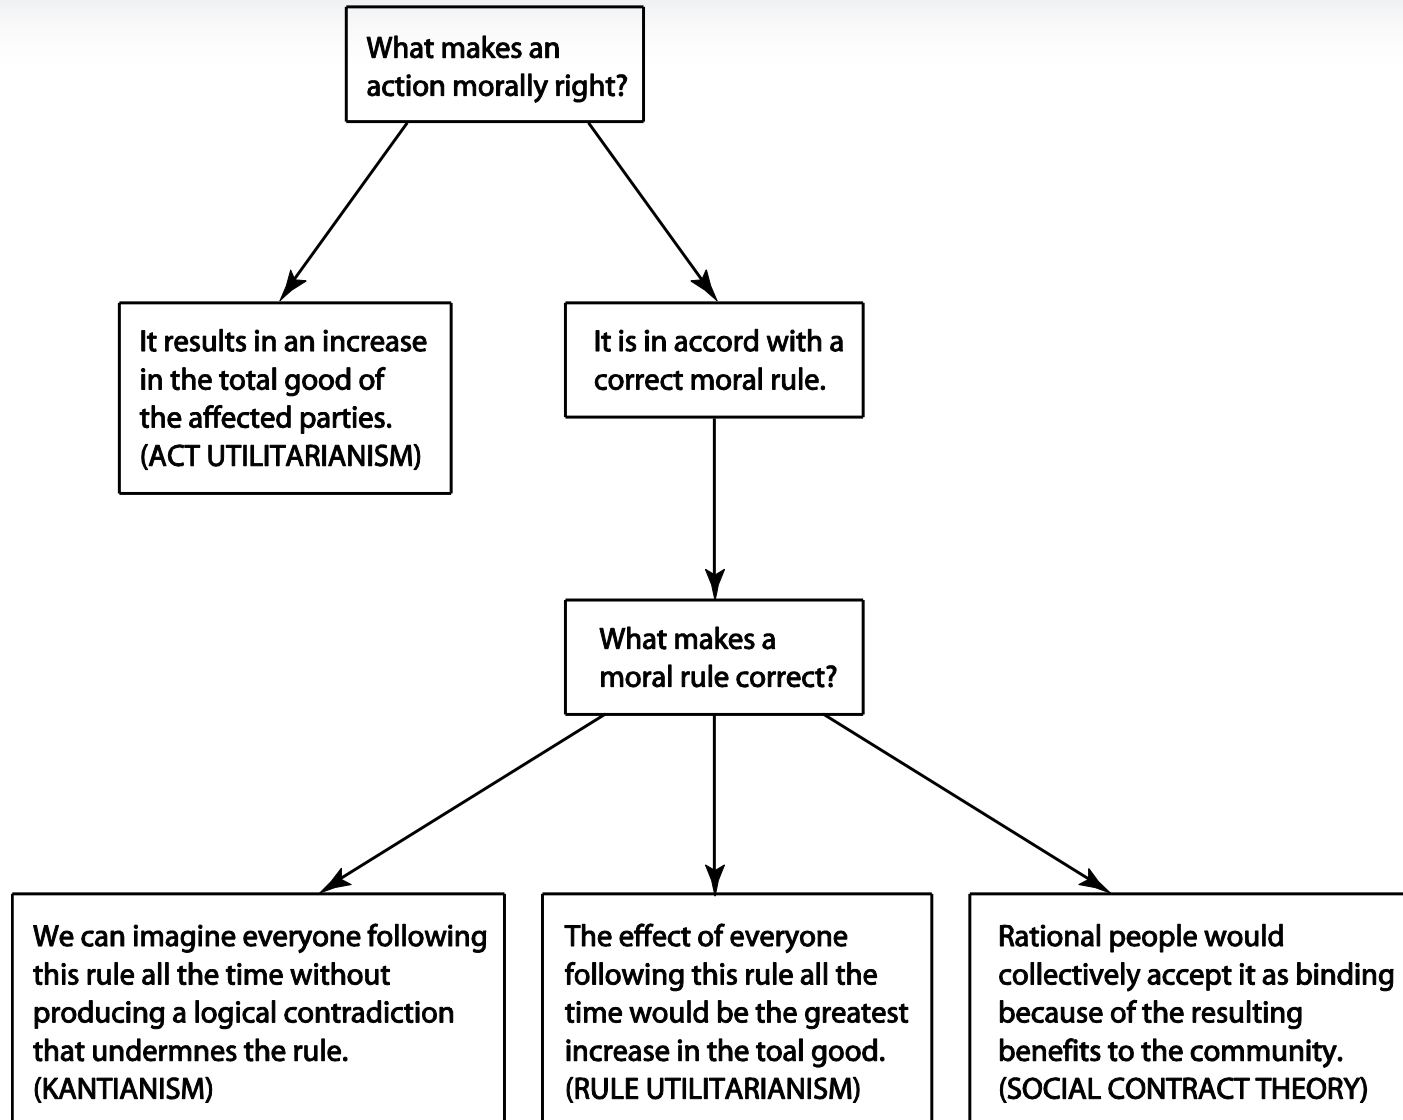 What makes an
action morally right?
It results in an increase
in the total good of
the affected parties.
(ACT UTILITARIANISM)
It is in accord with a
correct moral rule.
What makes a
moral rule correct?
We can imagine everyone following
this rule all the time without
producing a logical contradiction
that undermnes the rule.
(KANTIANISM)
The effect of everyone
following this rule all the
time would be the greatest
increase in the toal good.
(RULE UTILITARIANISM)
Rational people would
collectively accept it as binding
because of the resulting
benefits to the community.
(SOCIAL CONTRACT THEORY)